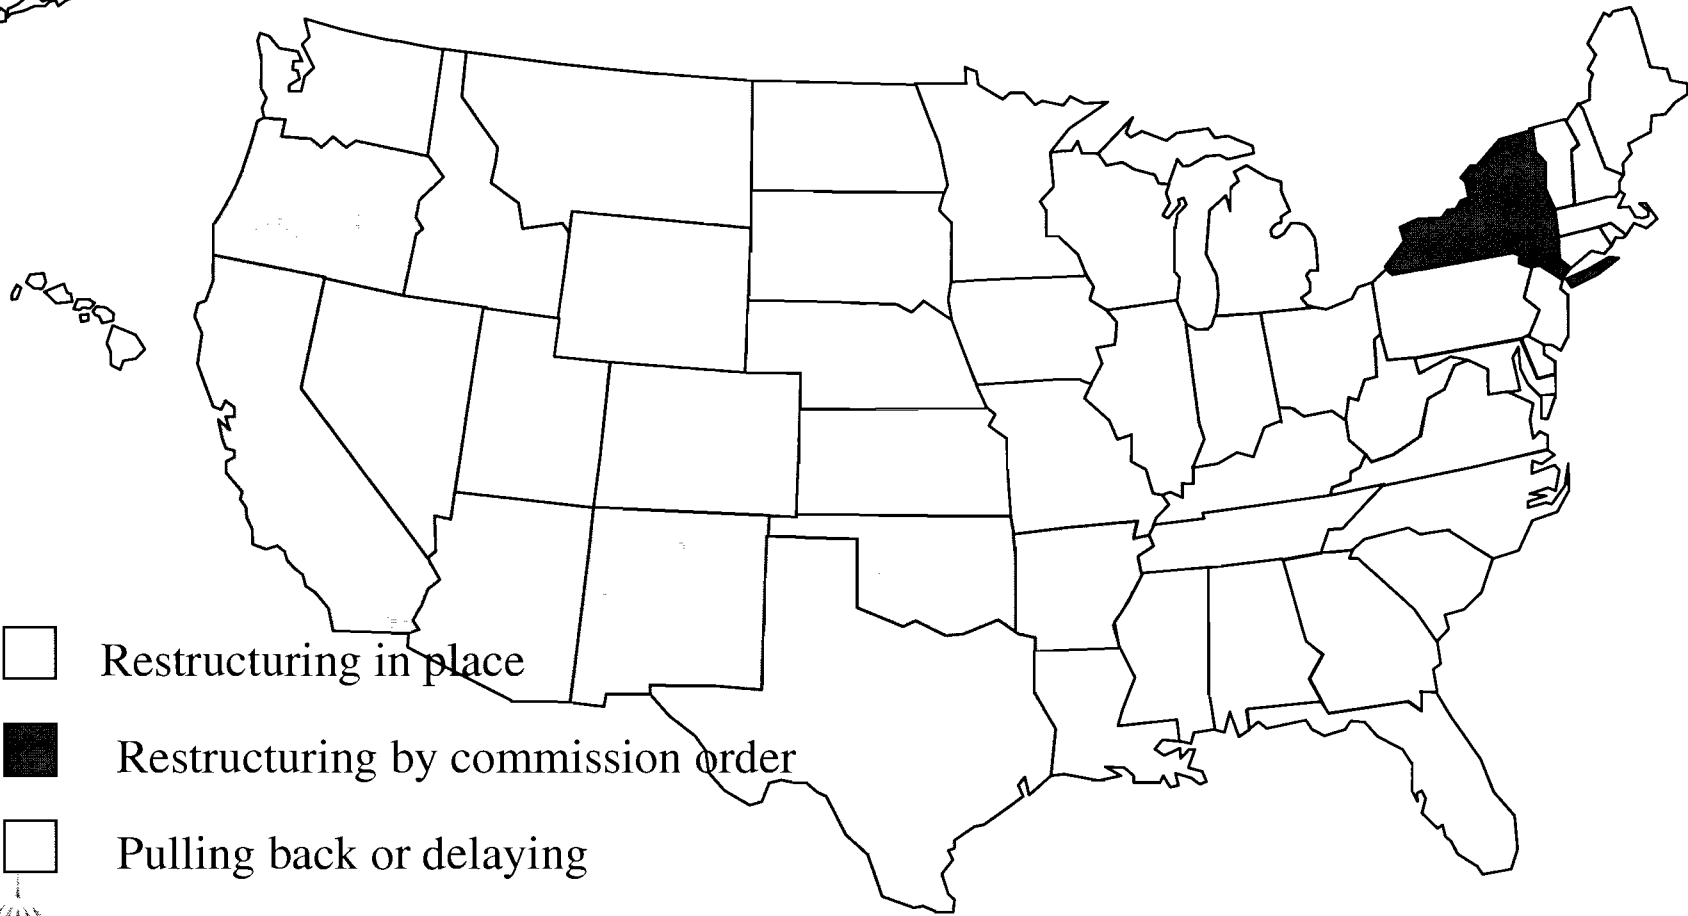 Restructuring in place
Restructuring by commission order
Pulling back or delaying